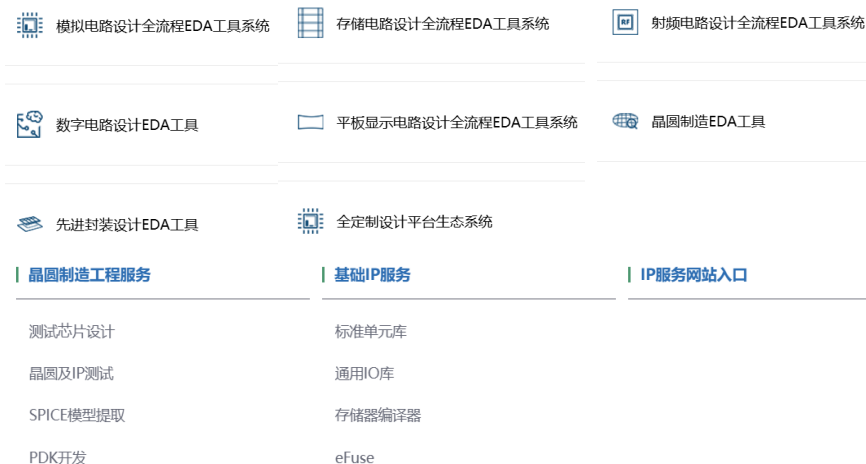 模拟电路设计全流程EDA工具系统
存储电路设计全流程EDA工具系统
射频电路设计全流程EDA工具系统
数字电路设计EDA工具
平板显示电路设计全流程EDA工具系统
晶圆制造EDA工具
先进封装设计EDA工具
全定制设计平台生态系统
晶圆制造工程服务
基础IP服务
IP服务网站入口
测试芯片设计
标准单元库
晶圆及IP测试
通用IO库
SPICE模型提取
存储器编译器
PDK开发
eFuse
RF